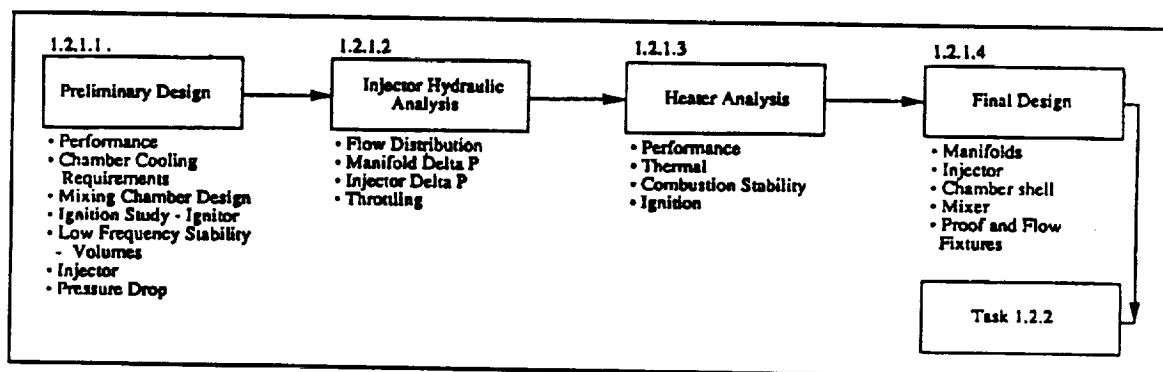 1.2.1.1.
Preliminary Design
• Performance
• Chamber Cooling
Requirements
• Mixing Chamber Design
• Ignition Study - Ignitor
• Low Frequency Stability
- Volumes
• Injector
• Pressure Drop
1.2.1.2
Injector Hydraulic
Analysis
• Flow Distribution
• Manifold Delta P
• Injector Delta P
• Throttling
1.2.1.3
Heater Analysis
• Performance
• Thermal
• Combustion Stability
• Ignition
1.2.1.4
Final Design
• Manifolds
• Injector
• Chamber shell
• Mixer
• Proof and Flow
Fixtures
Task 1.2.2